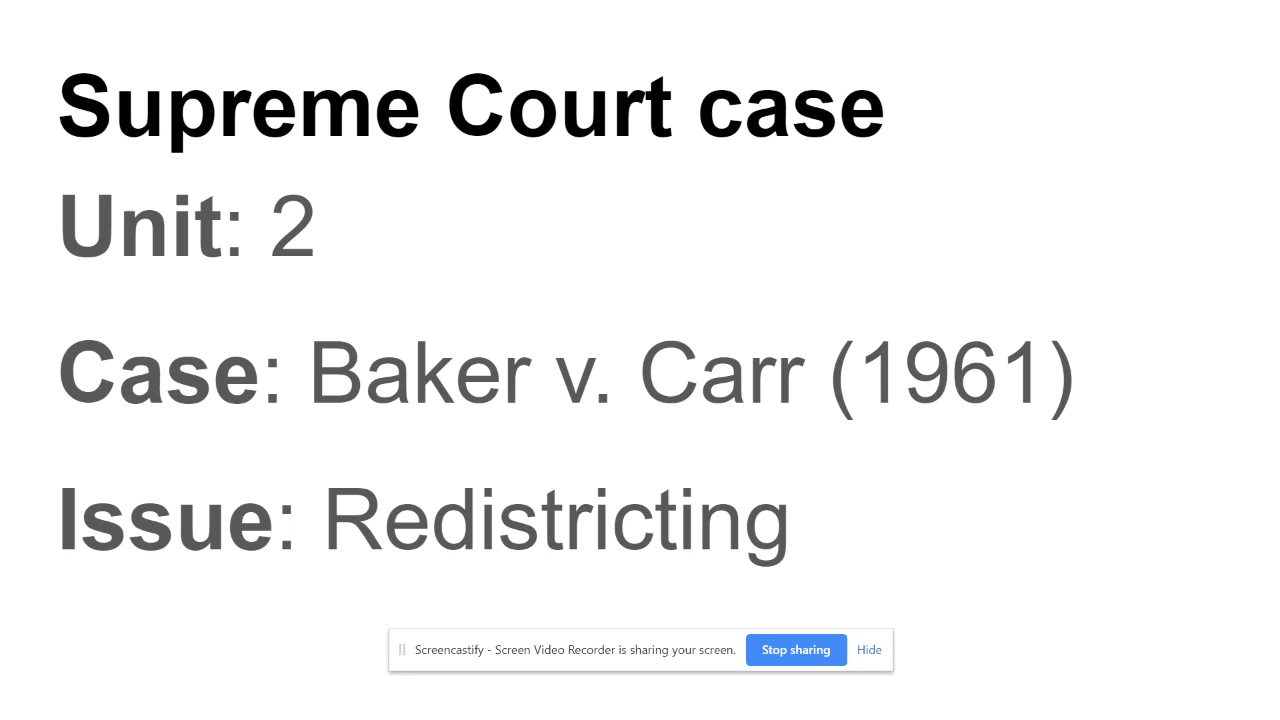 Supreme Court case
Unit: 2
Case: Baker v. Carr (1961)
Issue: Redistricting
Screencastify - Screen Video Recorder is sharing your screen. Stop sharing Hide